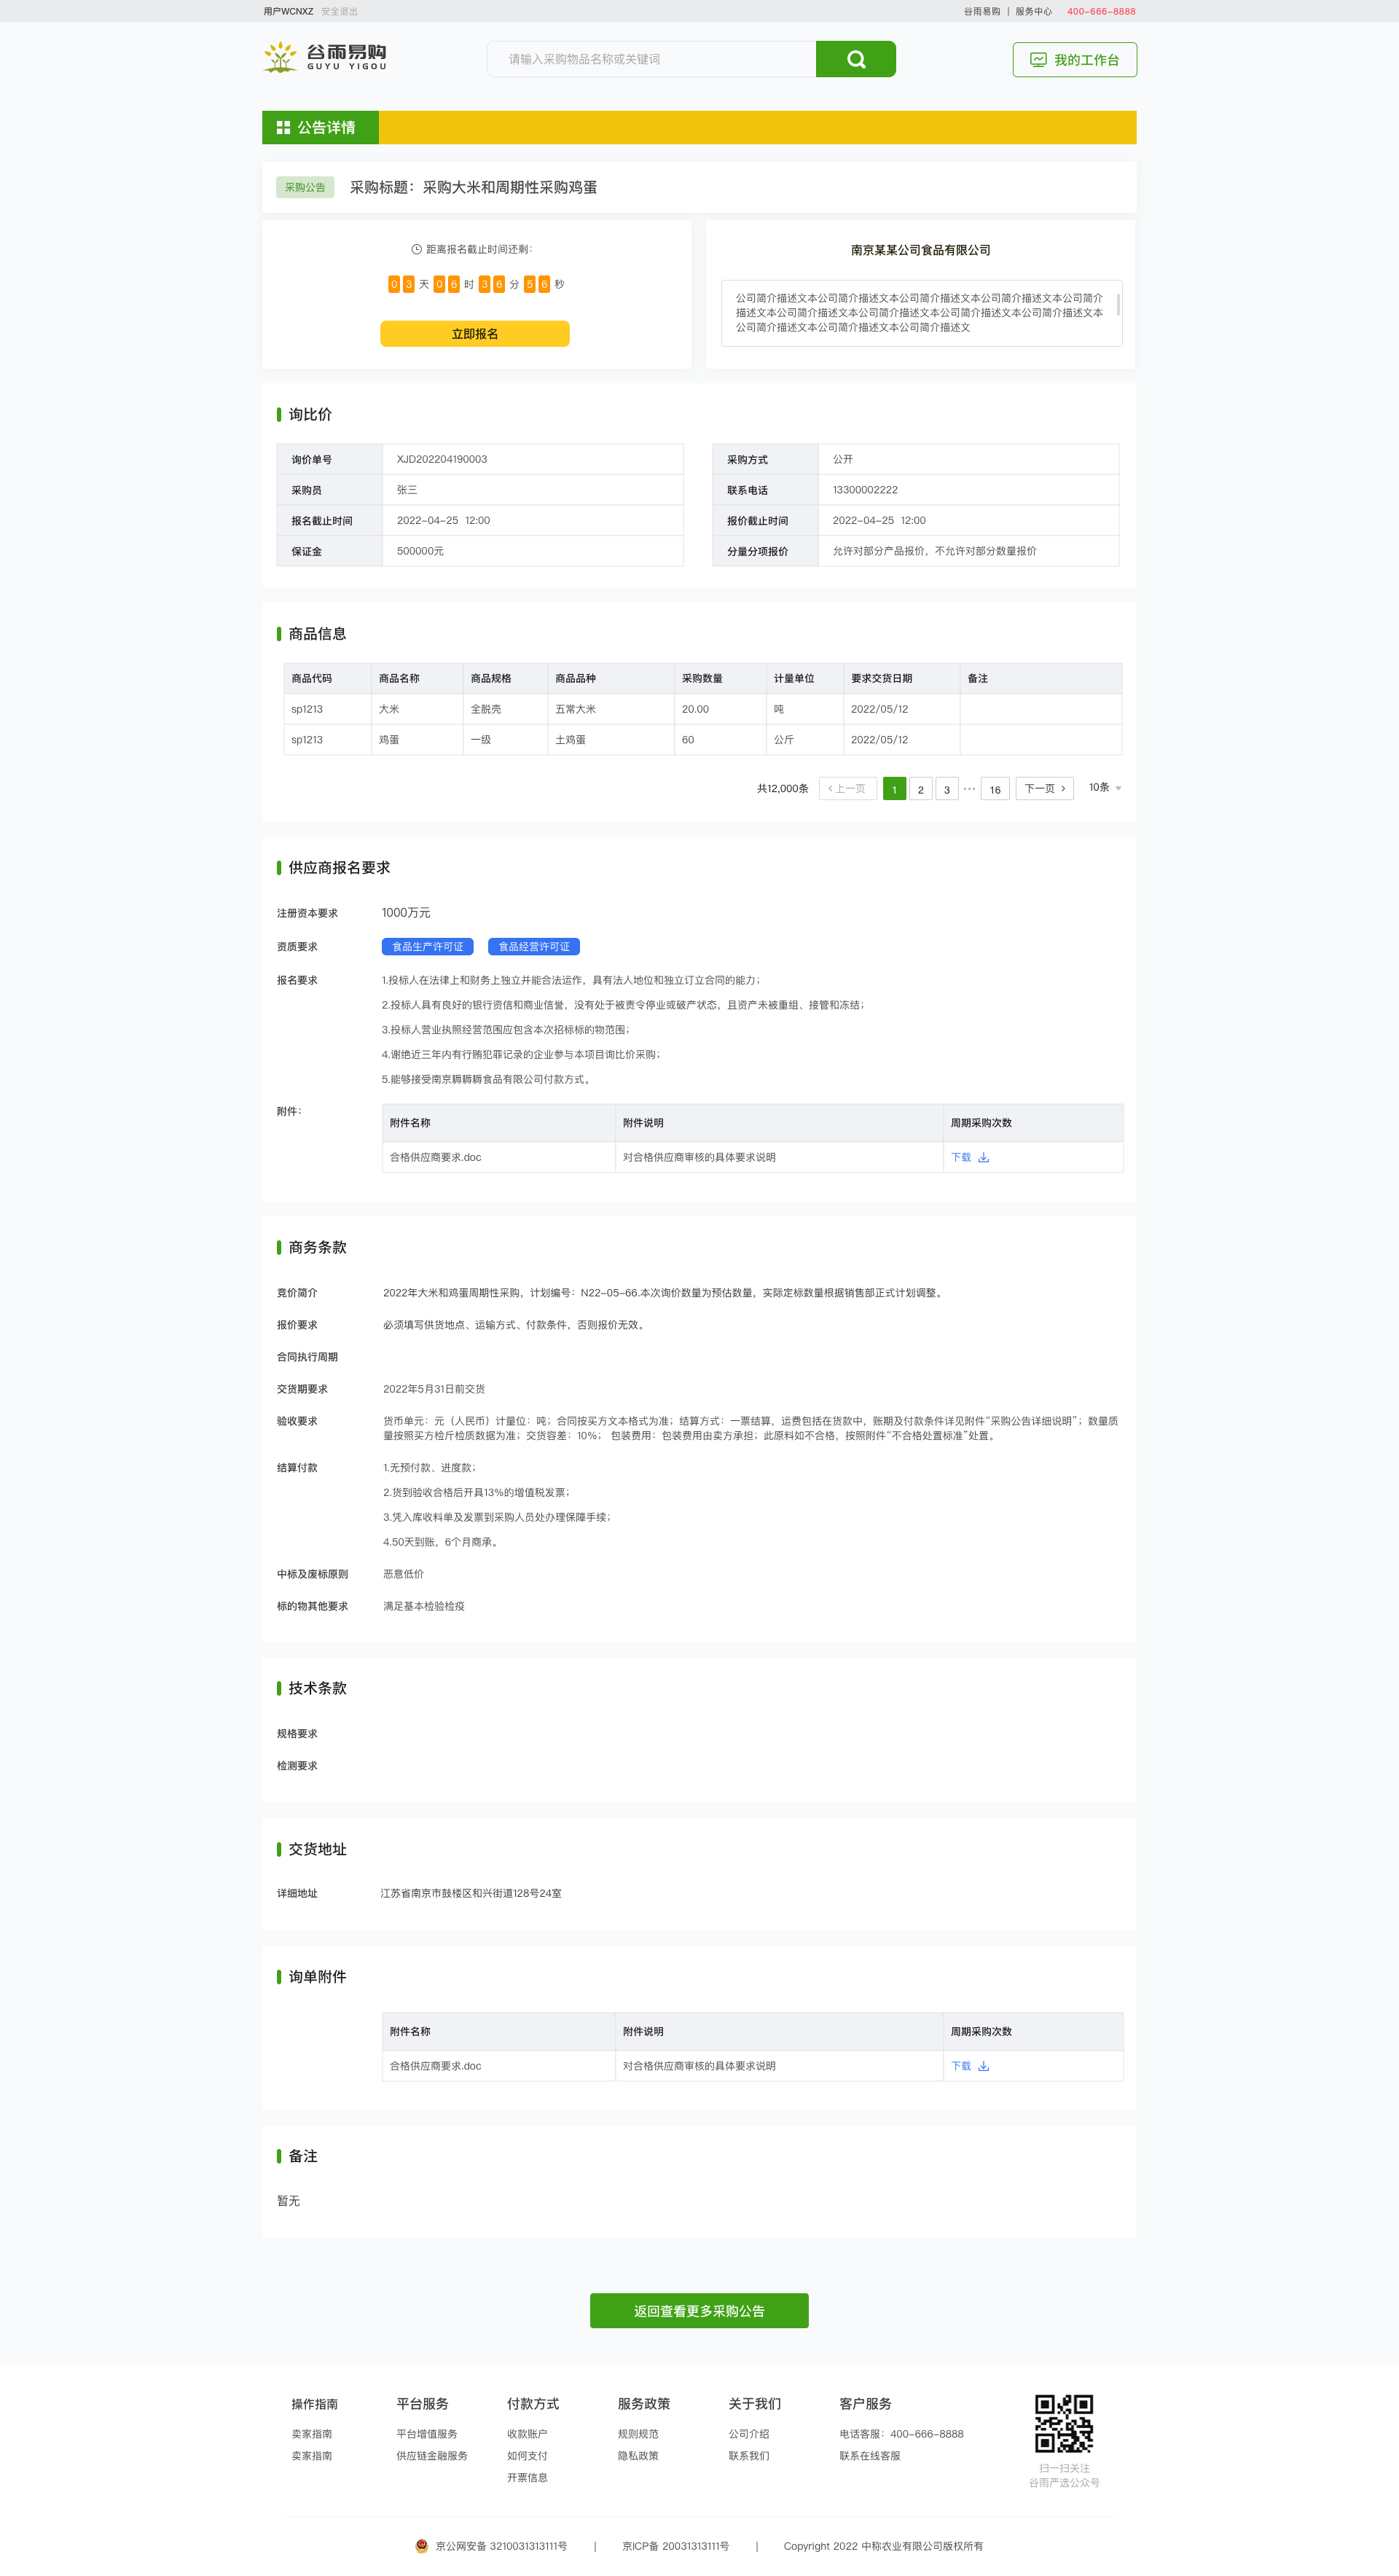 用户WCNXZ 安全退出 谷雨易购 | 服务中心 400-666-8888
谷雨易购
GUYU YIGOU
请输入采购物品名称或关键词
我的工作台
公告详情
采购公告 采购标题：采购大米和周期性采购鸡蛋
距离报名截止时间还剩：
03 天 06 时 36 分 56 秒
立即报名
南京某某公司食品有限公司
公司简介描述文本公司简介描述文本公司简介描述文本公司简介描述文本公司简介
描述文本公司简介描述文本公司简介描述文本公司简介描述文本公司简介描述文本
公司简介描述文本公司简介描述文本公司简介描述文
询比价
询价单号 XJD202204190003 采购方式 公开
采购员 张三 联系电话 13300002222
报名截止时间 2022-04-25 12:00 报价截止时间 2022-04-25 12:00
保证金 500000元 分量分项报价 允许对部分产品报价，不允许对部分数量报价
商品信息
商品代码 商品名称 商品规格 商品品种 采购数量 计量单位 要求交货日期 备注
sp1213 大米 全脱壳 五常大米 20.00 吨 2022/05/12
sp1213 鸡蛋 一级 土鸡蛋 60 公斤 2022/05/12
共12,000条 上一页 1 2 3 ··· 16 下一页 10条
供应商报名要求
注册资本要求 1000万元
资质要求 食品生产许可证 食品经营许可证
报名要求 1.投标人在法律上和财务上独立并能合法运作，具有法人地位和独立订立合同的能力；
2.投标人具有良好的银行资信和商业信誉，没有处于被责令停业或破产状态，且资产未被重组、接管和冻结；
3.投标人营业执照经营范围应包含本次招标标的物范围；
4.谢绝近三年内有行贿犯罪记录的企业参与本项目询比价采购；
5.能够接受南京耨耨耨食品有限公司付款方式。
附件：
附件名称 附件说明 周期采购次数
合格供应商要求.doc 对合格供应商审核的具体要求说明 下载
商务条款
竞价简介 2022年大米和鸡蛋周期性采购，计划编号：N22-05-66.本次询价数量为预估数量，实际定标数量根据销售部正式计划调整。
报价要求 必须填写供货地点、运输方式、付款条件，否则报价无效。
合同执行周期
交货期要求 2022年5月31日前交货
验收要求 货币单元：元（人民币）计量位：吨；合同按买方文本格式为准；结算方式：一票结算，运费包括在货款中，账期及付款条件详见附件“采购公告详细说明”；数量质
量按照买方检斤检质数据为准；交货容差：10%； 包装费用：包装费用由卖方承担；此原料如不合格，按照附件“不合格处置标准”处置。
结算付款 1.无预付款、进度款；
2.货到验收合格后开具13%的增值税发票；
3.凭入库收料单及发票到采购人员处办理保障手续；
4.50天到账，6个月商承。
中标及废标原则 恶意低价
标的物其他要求 满足基本检验检疫
技术条款
规格要求
检测要求
交货地址
详细地址 江苏省南京市鼓楼区和兴街道128号24室
询单附件
附件名称 附件说明 周期采购次数
合格供应商要求.doc 对合格供应商审核的具体要求说明 下载
备注
暂无
返回查看更多采购公告
操作指南 平台服务 付款方式 服务政策 关于我们 客户服务
卖家指南 平台增值服务 收款账户 规则规范 公司介绍 电话客服：400-666-8888
卖家指南 供应链金融服务 如何支付 隐私政策 联系我们 联系在线客服
开票信息
扫一扫关注
谷雨严选公众号
京公网安备 3210031313111号 | 京ICP备 20031313111号 | Copyright 2022 中称农业有限公司版权所有